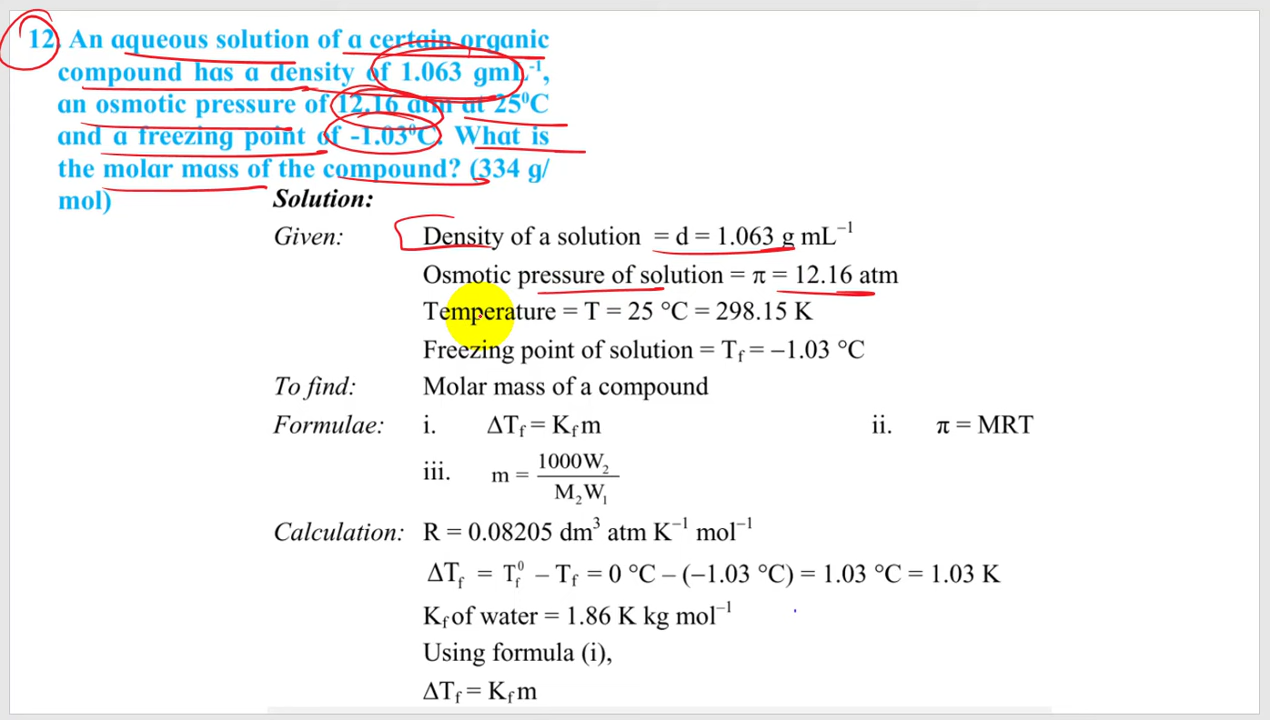 12. An aqueous solution of a certain organic
compound has a density of 1.063 gmL⁻¹,
an osmotic pressure of 12.16 atm at 25⁰C
and a freezing point of -1.03⁰C. What is
the molar mass of the compound? (334 g/
mol)
Solution:
Given: Density of a solution = d = 1.063 g mL⁻¹
Osmotic pressure of solution = π = 12.16 atm
Temperature = T = 25 °C = 298.15 K
Freezing point of solution = T_f = –1.03 °C
To find: Molar mass of a compound
Formulae: i. ΔT_f = K_f m ii. π = MRT
iii. m = 1000W₂ / M₂W₁
Calculation: R = 0.08205 dm³ atm K⁻¹ mol⁻¹
ΔT_f = T_f⁰ – T_f = 0 °C – (–1.03 °C) = 1.03 °C = 1.03 K
K_f of water = 1.86 K kg mol⁻¹
Using formula (i),
ΔT_f = K_f m